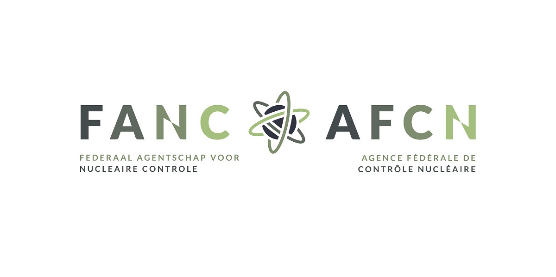 FANC AFCN
FEDERAAL AGENTSCHAP VOOR
NUCLEAIRE CONTROLE
AGENCE FÉDÉRALE DE
CONTRÔLE NUCLÉAIRE